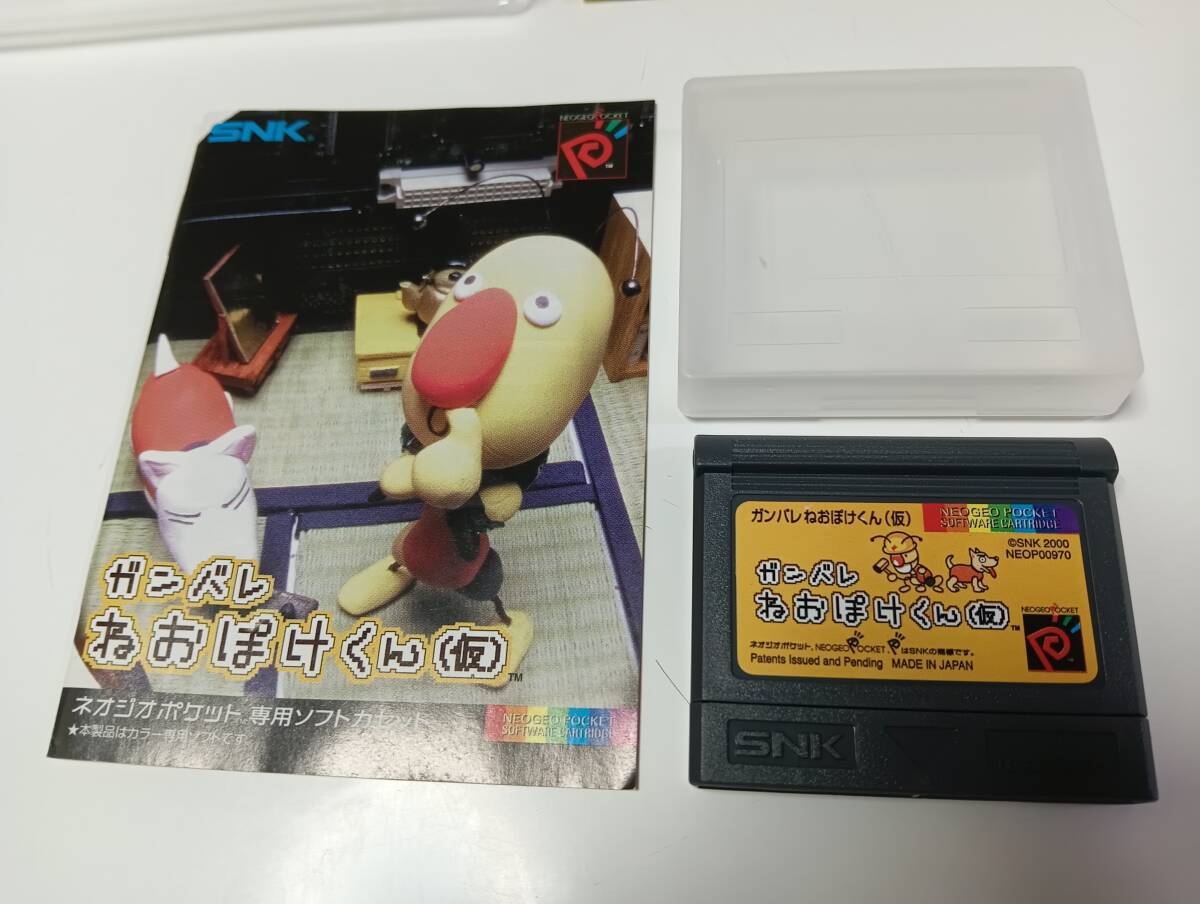 SNK®
NEOGEO POCKET
TM
ガンバレ
ねおぽけくん(仮)
TM
ネオジオポケット™専用ソフトカセット
★本製品はカラー専用ソフトです
NEOGEO POCKET
SOFTWARE CARTRIDGE
ガンバレねおぽけくん(仮)
NEOGEO POCKET
SOFTWARE CARTRIDGE
©SNK 2000
NEOP00970
ガンバレ
ねおぽけくん(仮)
TM
NEOGEO POCKET
ネオジオポケット, NEOGEO POCKET, はSNKの商標です。
Patents Issued and Pending MADE IN JAPAN
SNK